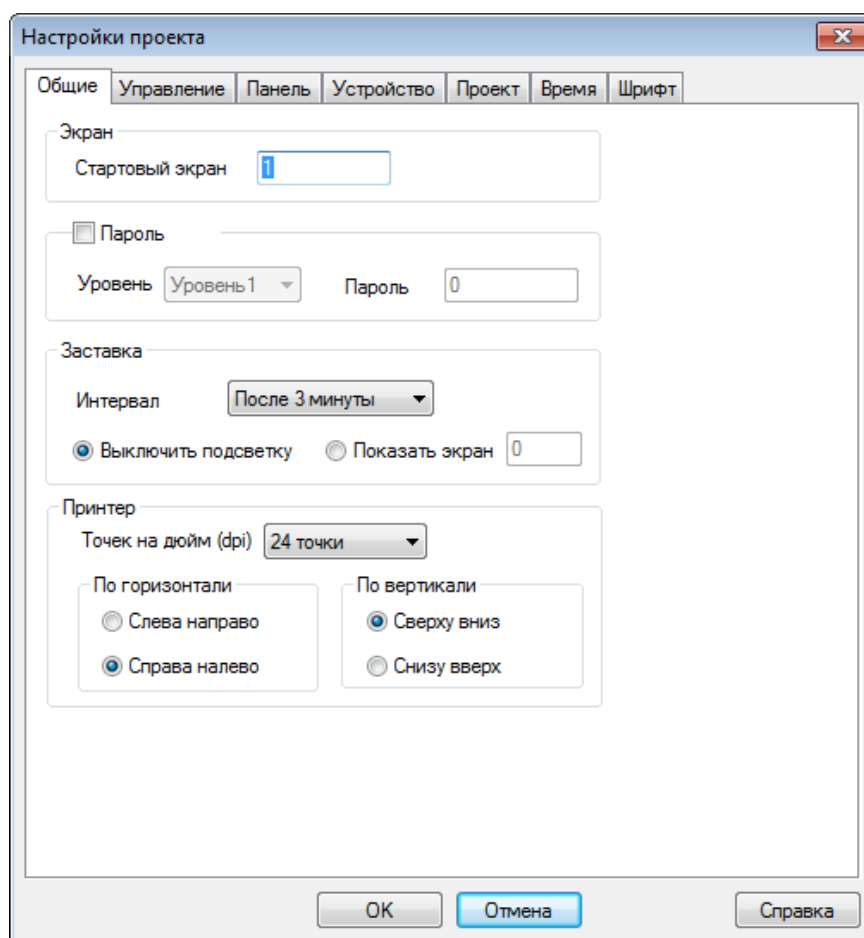 Настройки проекта
Общие Управление Панель Устройство Проект Время Шрифт
Экран
Стартовый экран 1
Пароль
Уровень Уровень1 Пароль 0
Заставка
Интервал После 3 минуты
Выключить подсветку Показать экран 0
Принтер
Точек на дюйм (dpi) 24 точки
По горизонтали По вертикали
Слева направо Сверху вниз
Справа налево Снизу вверх
OK Отмена Справка